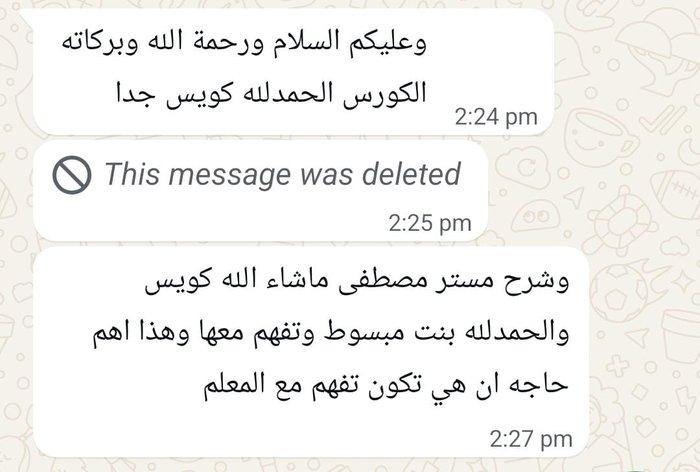 وعليكم السلام ورحمة الله وبركاته
الكورس الحمدلله كويس جدا
2:24 pm
This message was deleted
2:25 pm
وشرح مستر مصطفى ماشاء الله كويس
والحمدلله بنت مبسوط وتفهم معها وهذا اهم
حاجه ان هي تكون تفهم مع المعلم
2:27 pm